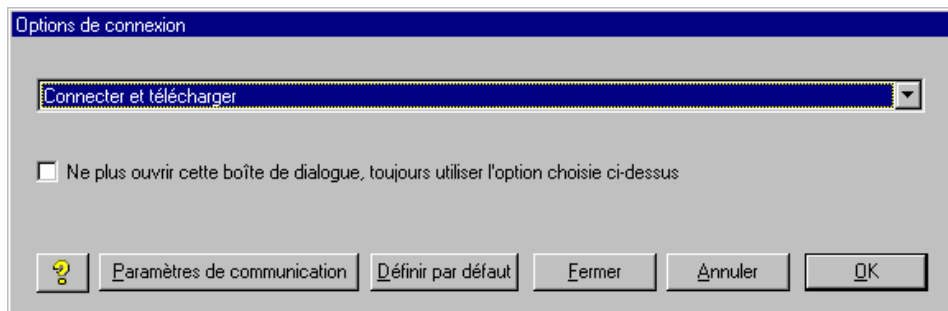 Options de connexion
Connecter et télécharger
Ne plus ouvrir cette boîte de dialogue, toujours utiliser l'option choisie ci-dessus
Paramètres de communication Définir par défaut Fermer Annuler OK